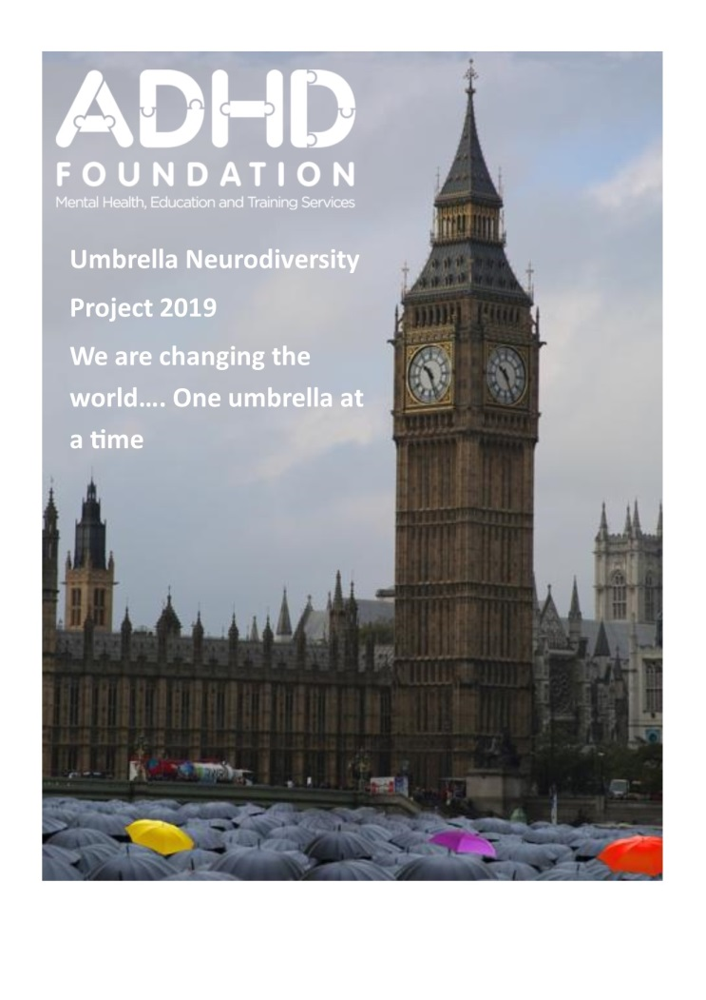 ADHD
FOUNDATION
Mental Health, Education and Training Services
Umbrella Neurodiversity
Project 2019
We are changing the
world…. One umbrella at
a time